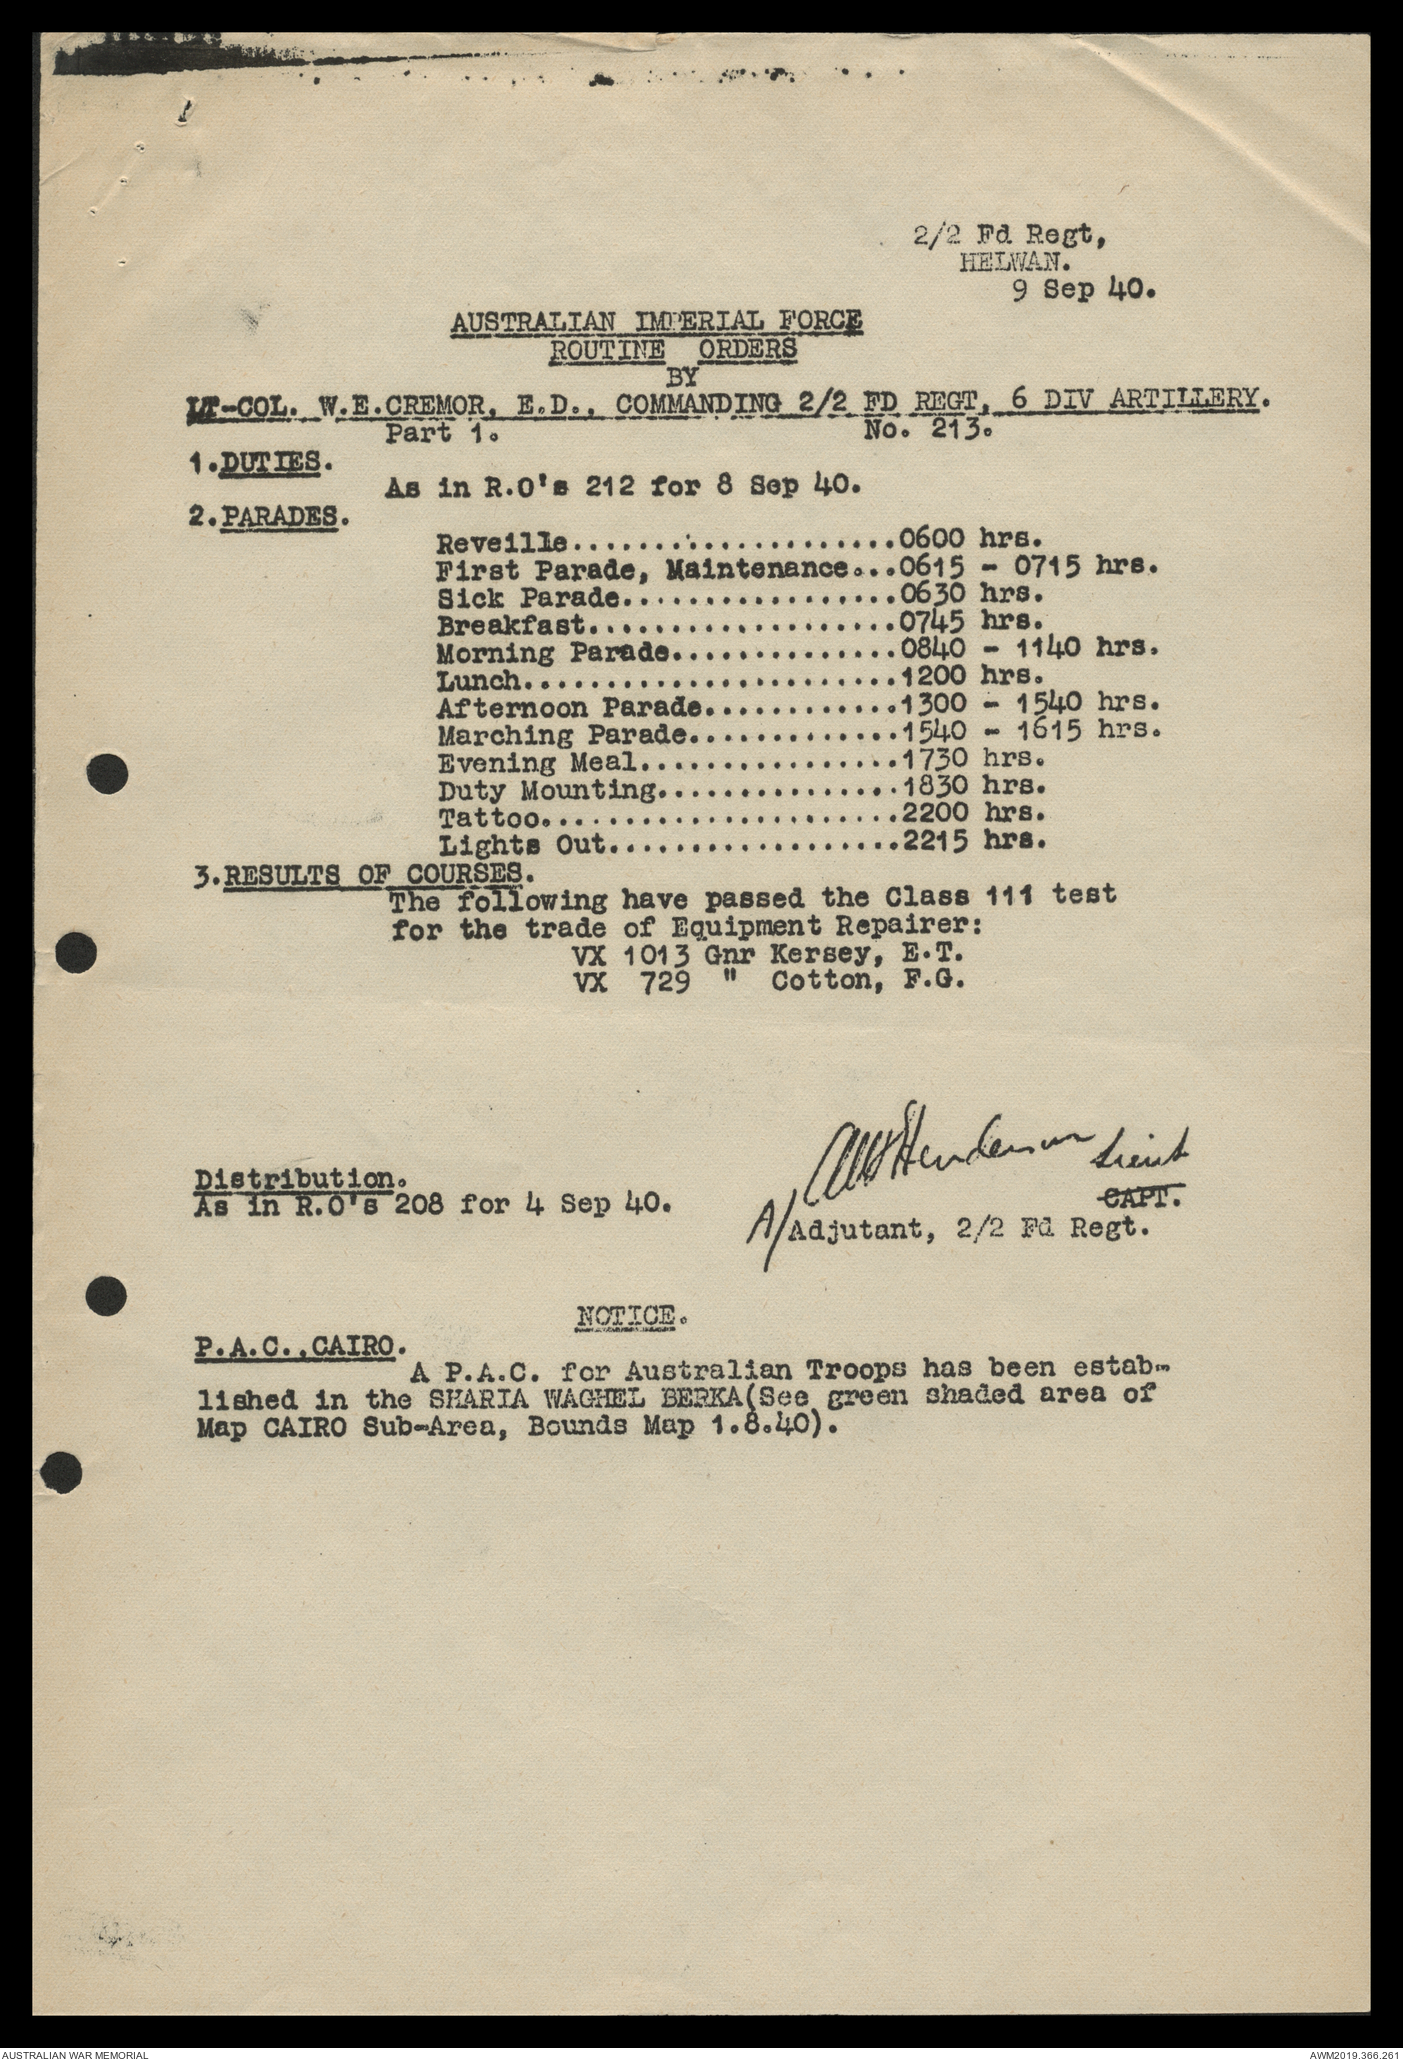 2/2 Fd Regt,
HELWAN.
9 Sep 40.
AUSTRALIAN IMPERIAL FORCE
ROUTINE ORDERS
BY
LT-COL. W.E.CREMOR, E.D., COMMANDING 2/2 FD REGT, 6 DIV ARTILLERY.
Part 1. No. 213.
1.DUTIES.
As in R.O's 212 for 8 Sep 40.
2.PARADES.
Reveille....................0600 hrs.
First Parade, Maintenance...0615 - 0715 hrs.
Sick Parade.................0630 hrs.
Breakfast...................0745 hrs.
Morning Parade..............0840 - 1140 hrs.
Lunch.......................1200 hrs.
Afternoon Parade............1300 - 1540 hrs.
Marching Parade.............1540 - 1615 hrs.
Evening Meal................1730 hrs.
Duty Mounting...............1830 hrs.
Tattoo......................2200 hrs.
Lights Out..................2215 hrs.
3.RESULTS OF COURSES.
The following have passed the Class 111 test
for the trade of Equipment Repairer:
VX 1013 Gnr Kersey, E.T.
VX 729 " Cotton, F.G.
Henderson Lieut
Distribution.
CAPT.
As in R.O's 208 for 4 Sep 40.
A/Adjutant, 2/2 Fd Regt.
NOTICE.
P.A.C.,CAIRO.
A P.A.C. for Australian Troops has been estab-
lished in the SHARIA WAGHEL BERKA(See green shaded area of
Map CAIRO Sub-Area, Bounds Map 1.8.40).
AUSTRALIAN WAR MEMORIAL
AWM2019.366.261